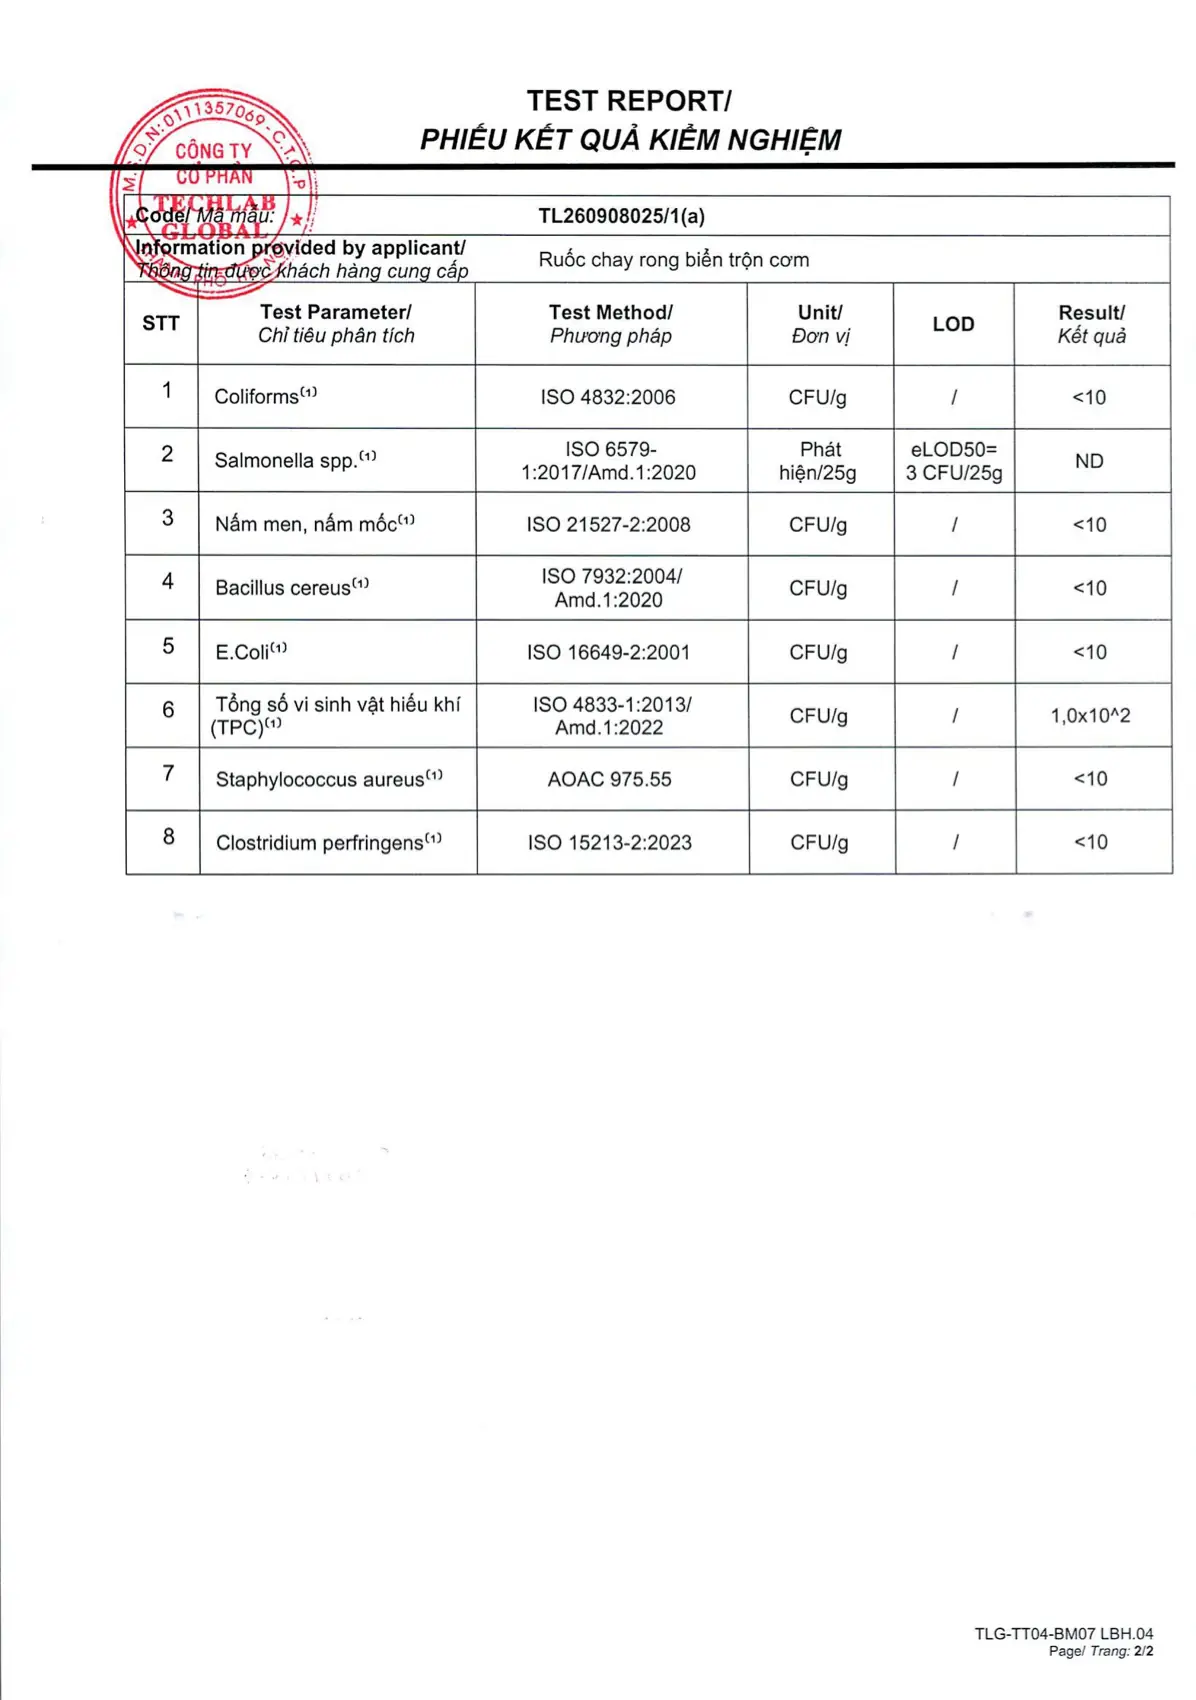 TEST REPORT/
PHIẾU KẾT QUẢ KIỂM NGHIỆM
M.S.D.N:0111357069-C.T.C.P
CÔNG TY
CỔ PHẦN
TECHLAB
GLOBAL
THÀNH PHỐ HÀ NỘI
Code/ Mã mẫu: TL260908025/1(a)
Information provided by applicant/
Thông tin được khách hàng cung cấp
Ruốc chay rong biển trộn cơm
STT
Test Parameter/
Chỉ tiêu phân tích
Test Method/
Phương pháp
Unit/
Đơn vị
LOD
Result/
Kết quả
1 Coliforms⁽¹⁾ ISO 4832:2006 CFU/g / <10
2 Salmonella spp.⁽¹⁾
ISO 6579-
1:2017/Amd.1:2020
Phát
hiện/25g
eLOD50=
3 CFU/25g
ND
3 Nấm men, nấm mốc⁽¹⁾ ISO 21527-2:2008 CFU/g / <10
4 Bacillus cereus⁽¹⁾
ISO 7932:2004/
Amd.1:2020
CFU/g / <10
5 E.Coli⁽¹⁾ ISO 16649-2:2001 CFU/g / <10
6
Tổng số vi sinh vật hiếu khí
(TPC)⁽¹⁾
ISO 4833-1:2013/
Amd.1:2022
CFU/g / 1,0x10^2
7 Staphylococcus aureus⁽¹⁾ AOAC 975.55 CFU/g / <10
8 Clostridium perfringens⁽¹⁾ ISO 15213-2:2023 CFU/g / <10
TLG-TT04-BM07 LBH.04
Page/ Trang: 2/2